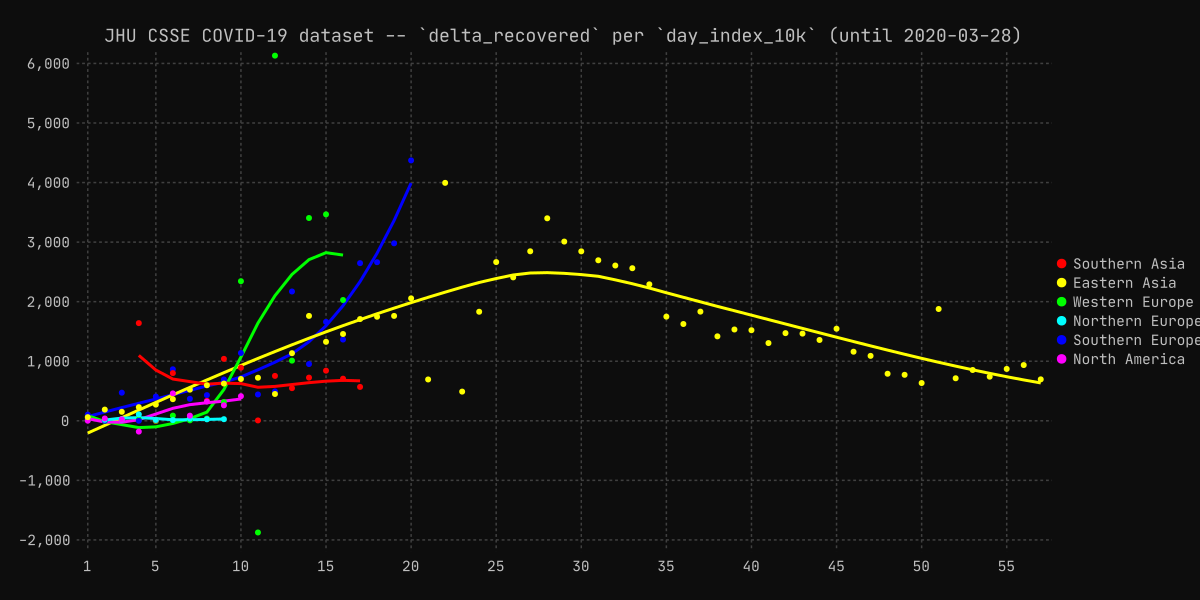 JHU CSSE COVID-19 dataset -- `delta_recovered` per `day_index_10k` (until 2020-03-28)
6,000
5,000
4,000
3,000
2,000
1,000
0
-1,000
-2,000
1 5 10 15 20 25 30 35 40 45 50 55
Southern Asia
Eastern Asia
Western Europe
Northern Europe
Southern Europe
North America